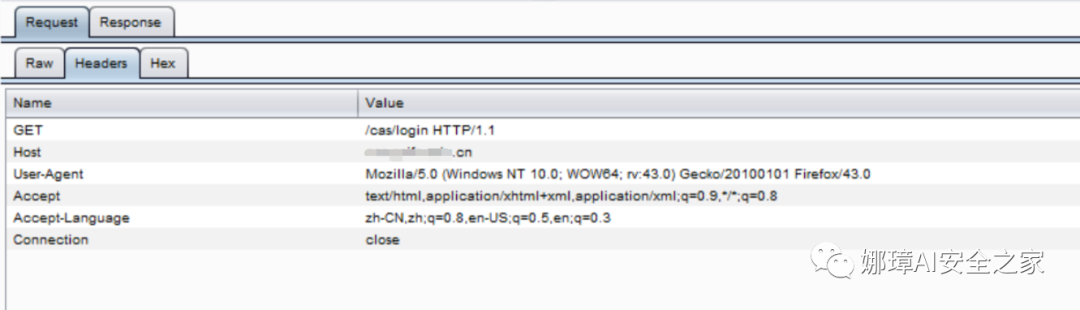 Request Response
Raw Headers Hex
Name Value
GET /cas/login HTTP/1.1
Host .cn
User-Agent Mozilla/5.0 (Windows NT 10.0; WOW64; rv:43.0) Gecko/20100101 Firefox/43.0
Accept text/html,application/xhtml+xml,application/xml;q=0.9,*/*;q=0.8
Accept-Language zh-CN,zh;q=0.8,en-US;q=0.5,en;q=0.3
Connection close
娜璋AI安全之家